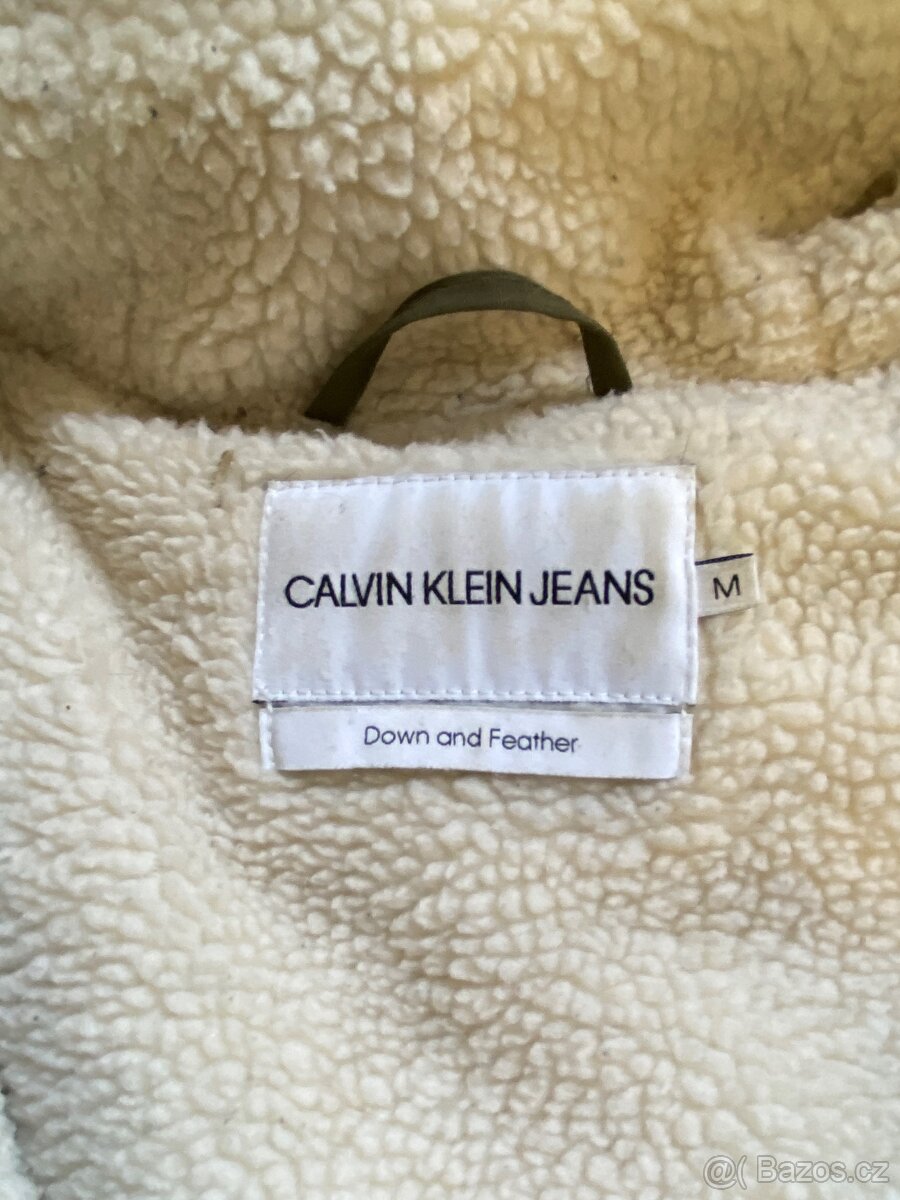 CALVIN KLEIN JEANS
M
Down and Feather
@( Bazos.cz